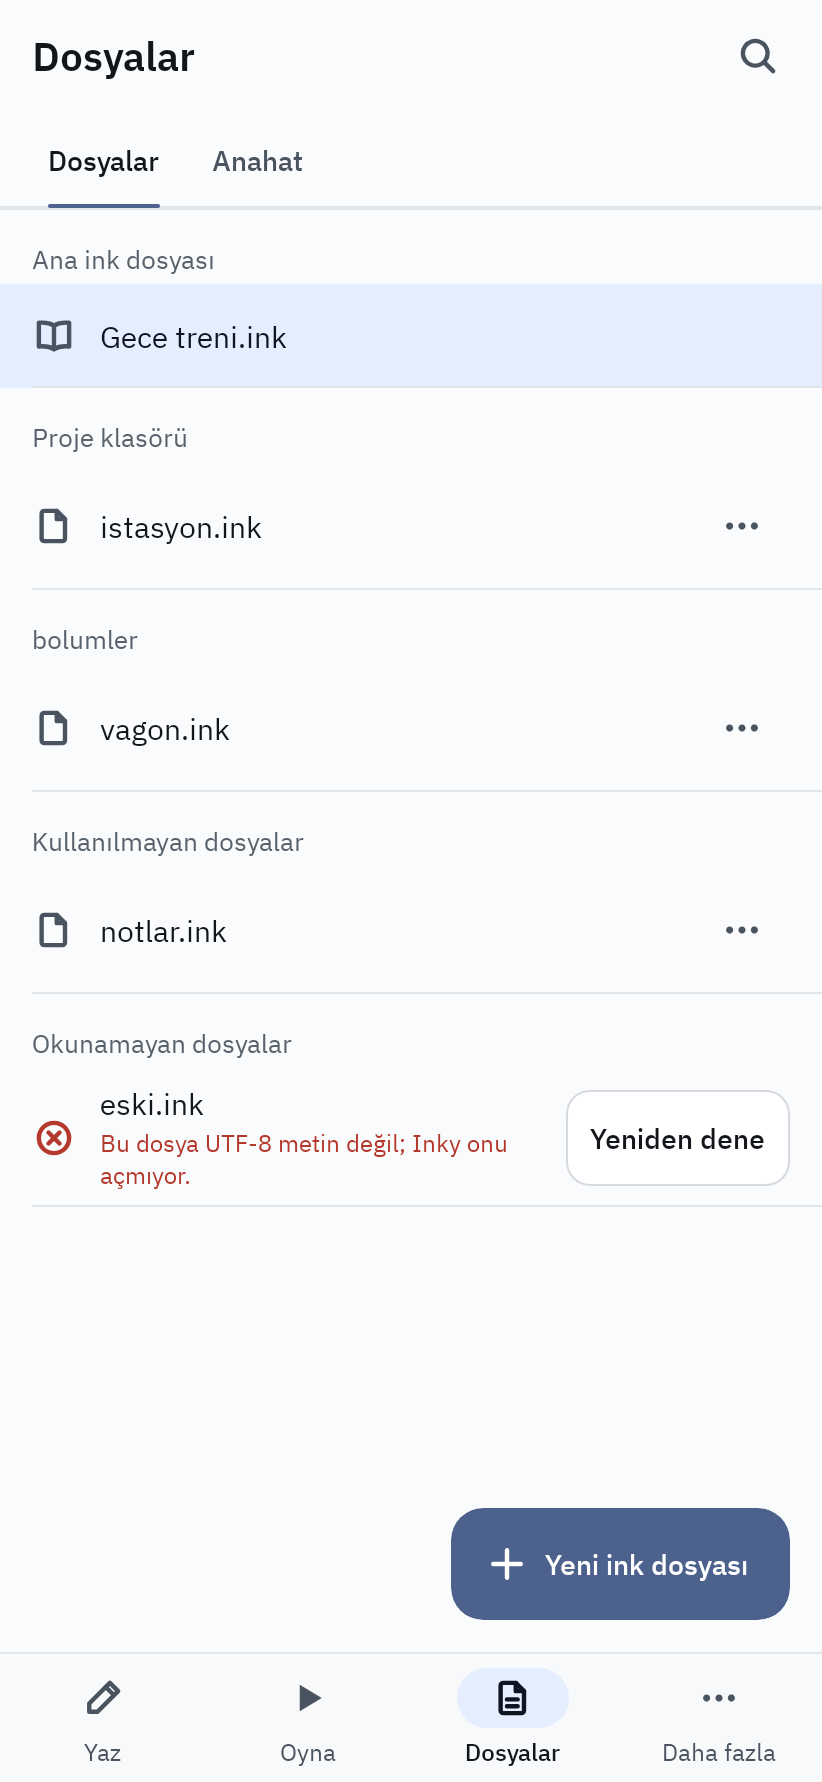 Dosyalar
Dosyalar
Anahat
Ana ink dosyası
Gece treni.ink
Proje klasörü
istasyon.ink
bolumler
vagon.ink
Kullanılmayan dosyalar
notlar.ink
Okunamayan dosyalar
eski.ink
Bu dosya UTF-8 metin değil; Inky onu
açmıyor.
Yeniden dene
Yeni ink dosyası
Yaz
Oyna
Dosyalar
Daha fazla